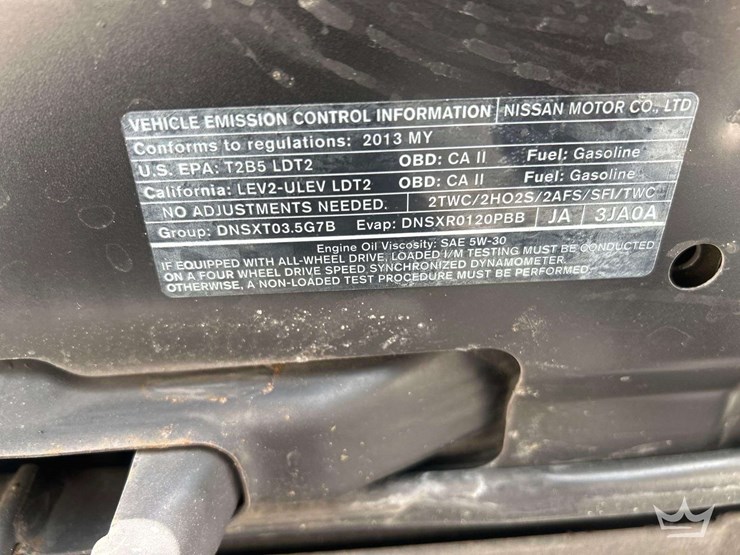 VEHICLE EMISSION CONTROL INFORMATION NISSAN MOTOR CO., LTD
Conforms to regulations: 2013 MY
U.S. EPA: T2B5 LDT2 OBD: CA II Fuel: Gasoline
California: LEV2-ULEV LDT2 OBD: CA II Fuel: Gasoline
NO ADJUSTMENTS NEEDED. 2TWC/2HO2S/2AFS/SFI/TWC
Group: DNSXT03.5G7B Evap: DNSXR0120PBB JA 3JA0A
Engine Oil Viscosity: SAE 5W-30
IF EQUIPPED WITH ALL-WHEEL DRIVE, LOADED I/M TESTING MUST BE CONDUCTED
ON A FOUR WHEEL DRIVE SPEED SYNCHRONIZED DYNAMOMETER.
OTHERWISE, A NON-LOADED TEST PROCEDURE MUST BE PERFORMED.